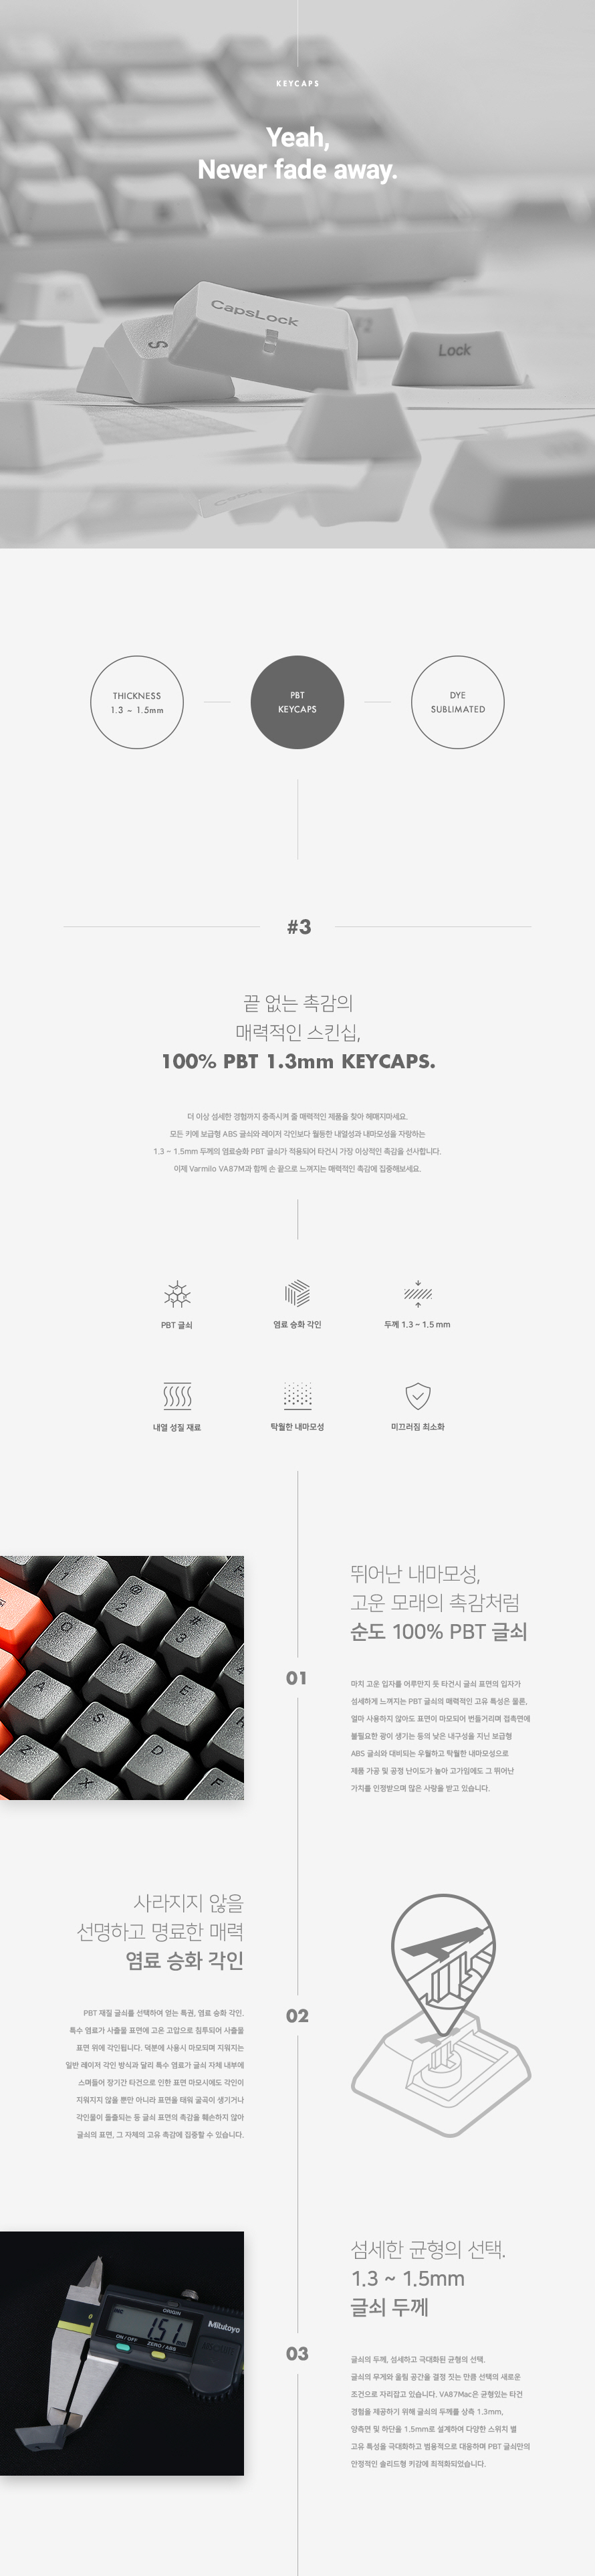 KEYCAPS
Yeah,
Never fade away.
CapsLock
S
Lock
THICKNESS
1.3 ~ 1.5mm
PBT
KEYCAPS
DYE
SUBLIMATED
#3
끝 없는 촉감의
매력적인 스킨십,
100% PBT 1.3mm KEYCAPS.
더 이상 섬세한 경험까지 충족시켜 줄 매력적인 제품을 찾아 헤매지마세요.
모든 키에 보급형 ABS 글쇠와 레이저 각인보다 월등한 내열성과 내마모성을 자랑하는
1.3 ~ 1.5mm 두께의 염료승화 PBT 글쇠가 적용되어 타건시 가장 이상적인 촉감을 선사합니다.
이제 Varmilo VA87M과 함께 손 끝으로 느껴지는 매력적인 촉감에 집중해보세요.
PBT 글쇠
염료 승화 각인
두께 1.3 ~ 1.5 mm
내열 성질 재료
탁월한 내마모성
미끄러짐 최소화
뛰어난 내마모성,
고운 모래의 촉감처럼
순도 100% PBT 글쇠
01
마치 고운 입자를 어루만지 듯 타건시 글쇠 표면의 입자가
섬세하게 느껴지는 PBT 글쇠의 매력적인 고유 특성은 물론,
얼마 사용하지 않아도 표면이 마모되어 번들거리며 접촉면에
불필요한 광이 생기는 등의 낮은 내구성을 지닌 보급형
ABS 글쇠와 대비되는 우월하고 탁월한 내마모성으로
제품 가공 및 공정 난이도가 높아 고가임에도 그 뛰어난
가치를 인정받으며 많은 사랑을 받고 있습니다.
1
@
2
#
3
Q
W
E
A
S
D
F
Z
X
사라지지 않을
선명하고 명료한 매력
염료 승화 각인
02
PBT 재질 글쇠를 선택하여 얻는 특권, 염료 승화 각인.
특수 염료가 사출물 표면에 고온 고압으로 침투되어 사출물
표면 위에 각인됩니다. 덕분에 사용시 마모되며 지워지는
일반 레이저 각인 방식과 달리 특수 염료가 글쇠 자체 내부에
스며들어 장기간 타건으로 인한 표면 마모시에도 각인이
지워지지 않을 뿐만 아니라 표면을 태워 굴곡이 생기거나
각인물이 돌출되는 등 글쇠 표면의 촉감을 훼손하지 않아
글쇠의 표면, 그 자체의 고유 촉감에 집중할 수 있습니다.
섬세한 균형의 선택.
1.3 ~ 1.5mm
글쇠 두께
03
글쇠의 두께, 섬세하고 극대화된 균형의 선택.
글쇠의 무게와 울림 공간을 결정 짓는 만큼 선택의 새로운
조건으로 자리잡고 있습니다. VA87Mac은 균형있는 타건
경험을 제공하기 위해 글쇠의 두께를 상측 1.3mm,
양측면 및 하단을 1.5mm로 설계하여 다양한 스위치 별
고유 특성을 극대화하고 범용적으로 대응하며 PBT 글쇠만의
안정적인 솔리드형 키감에 최적화되었습니다.
ORIGIN
1.51
Mitutoyo
ON / OFF
ZERO / ABS